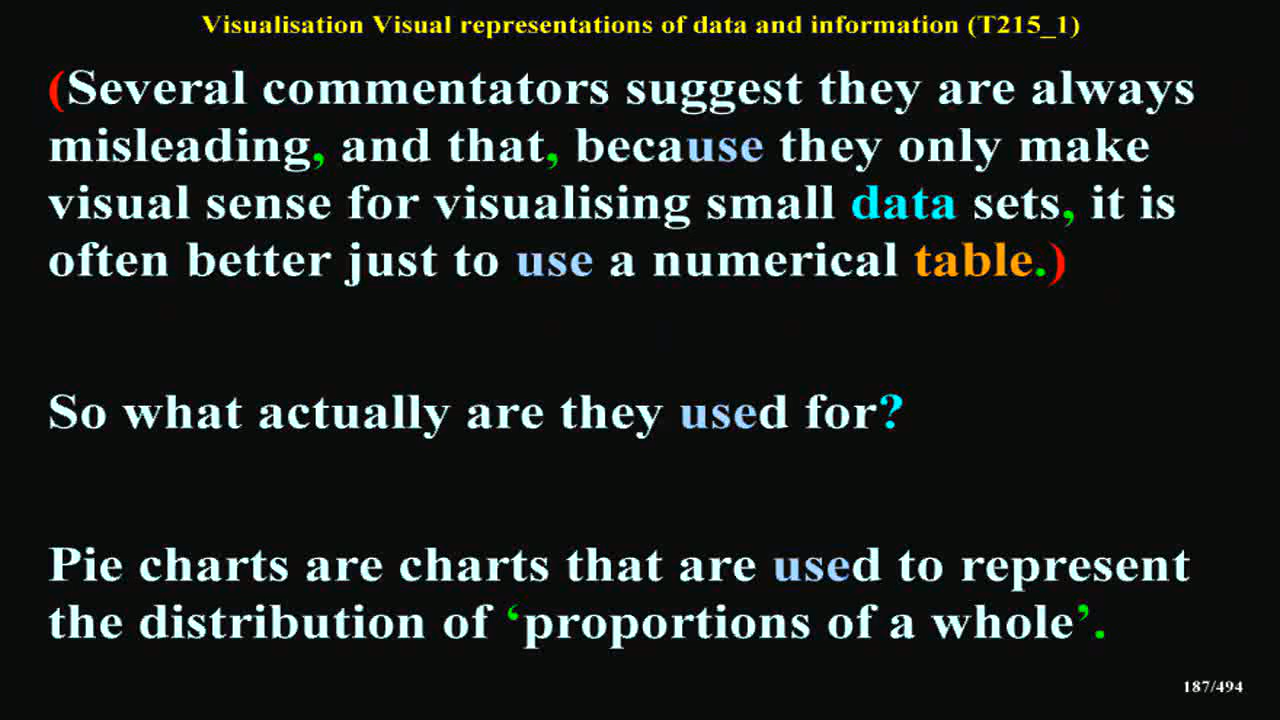 Visualisation Visual representations of data and information (T215_1)
(Several commentators suggest they are always
misleading, and that, because they only make
visual sense for visualising small data sets, it is
often better just to use a numerical table.)
So what actually are they used for?
Pie charts are charts that are used to represent
the distribution of ‘proportions of a whole’.
187/494